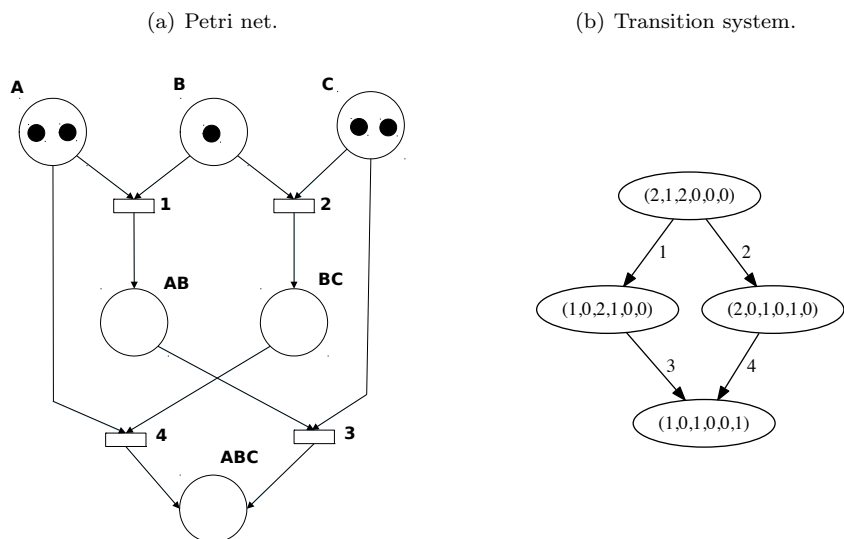 (a) Petri net.
(b) Transition system.
A
B
C
1
2
AB
BC
4
3
ABC
(2,1,2,0,0,0)
1
2
(1,0,2,1,0,0)
(2,0,1,0,1,0)
3
4
(1,0,1,0,0,1)